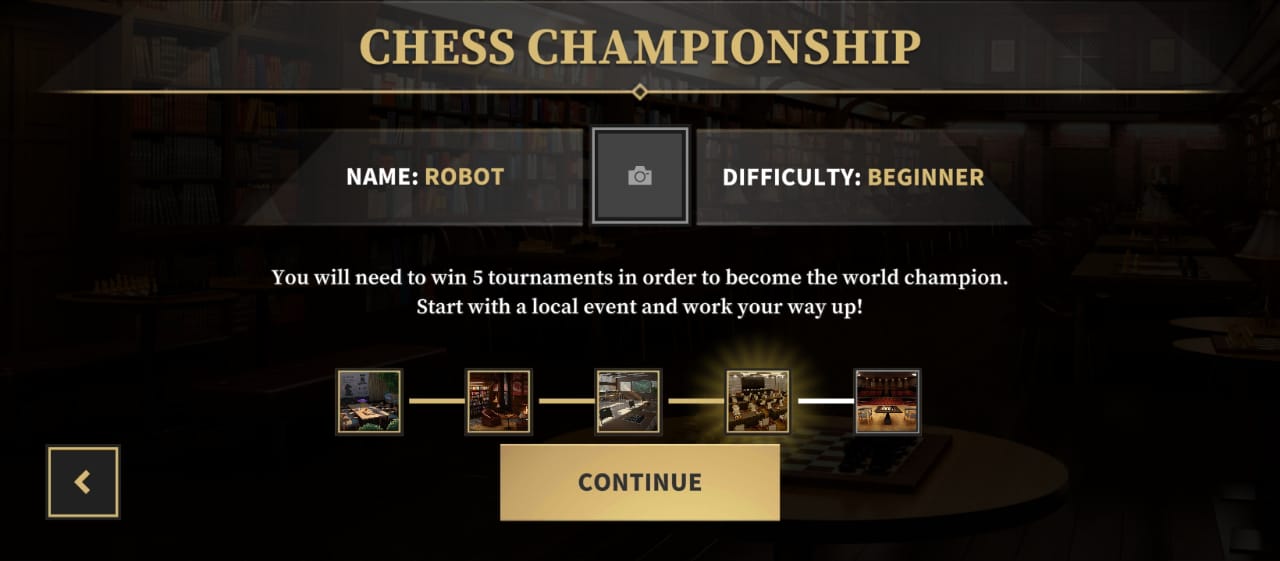 CHESS CHAMPIONSHIP
NAME: ROBOT
DIFFICULTY: BEGINNER
You will need to win 5 tournaments in order to become the world champion.
Start with a local event and work your way up!
CONTINUE